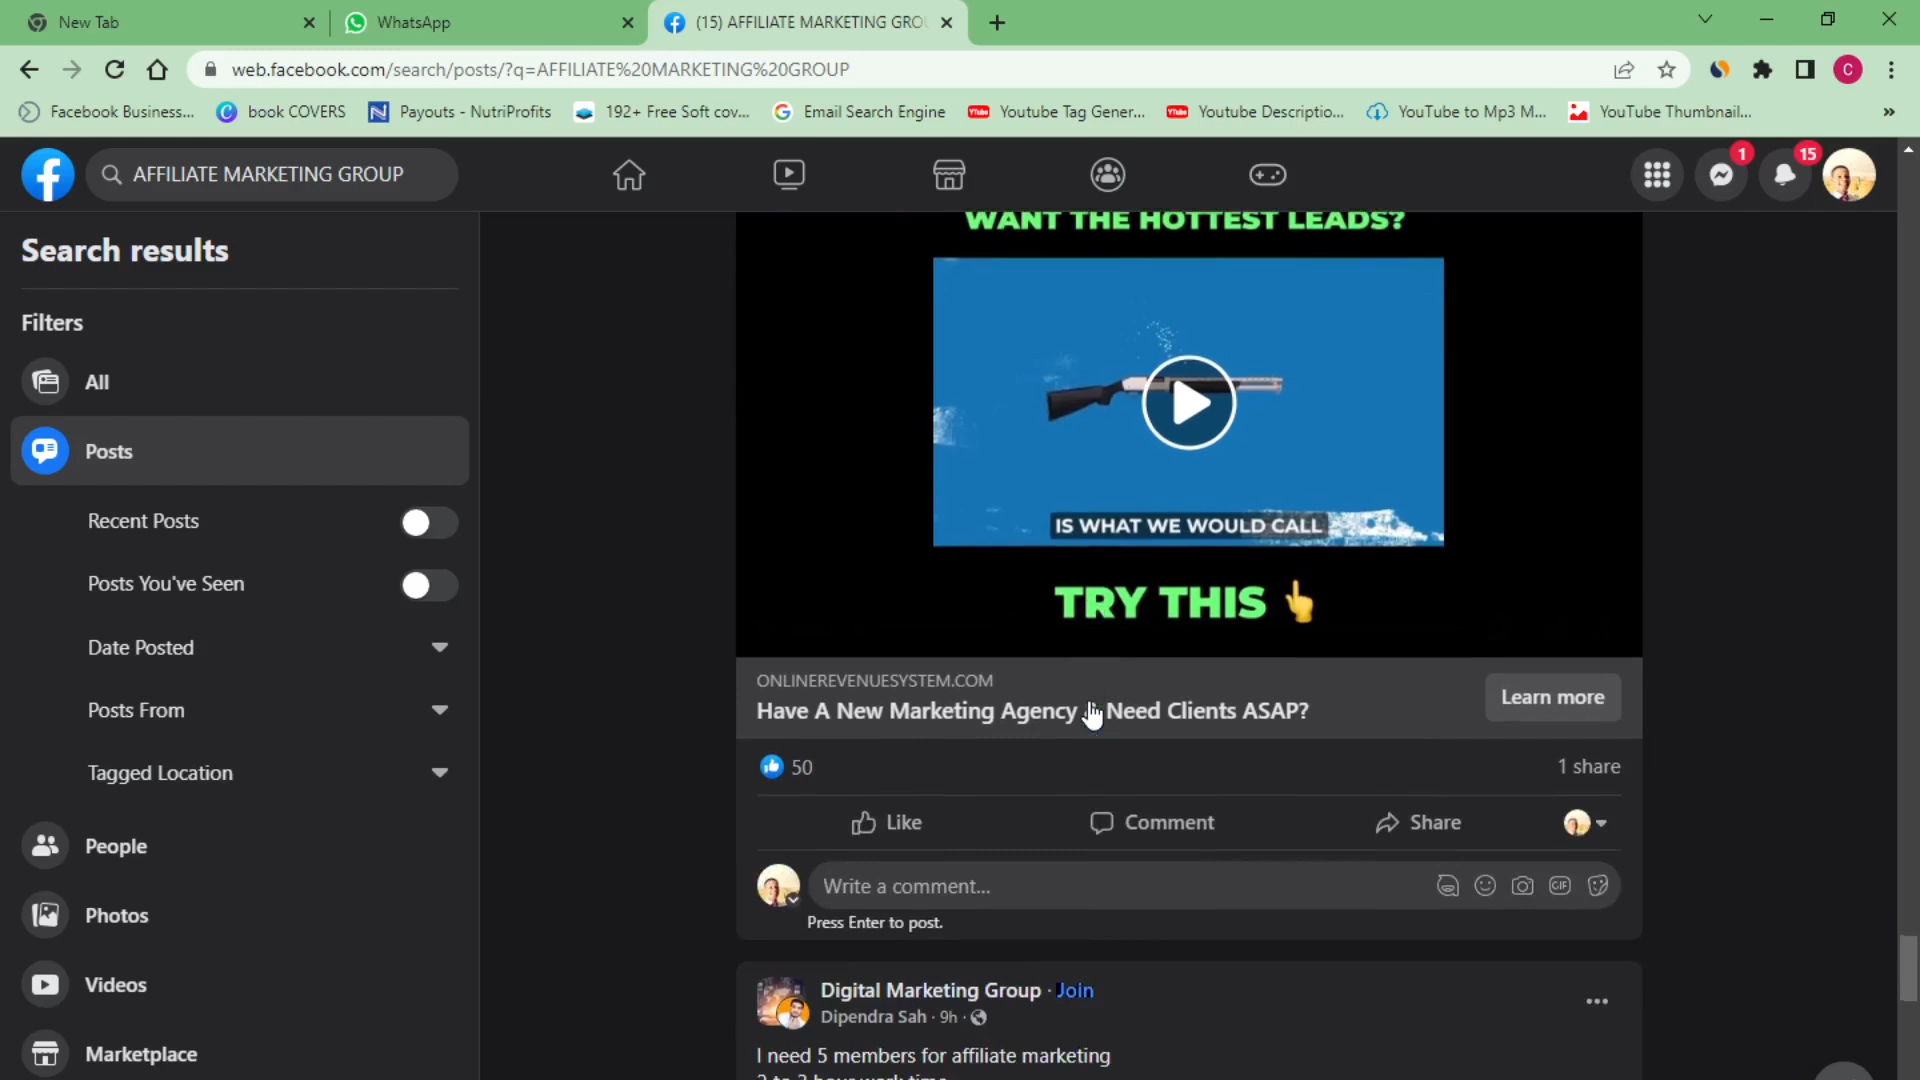 New Tab
WhatsApp
(15) AFFILIATE MARKETING GRO
web.facebook.com/search/posts/?q=AFFILIATE%20MARKETING%20GROUP
C
Facebook Business...
book COVERS
Payouts - NutriProfits
192+ Free Soft cov...
Email Search Engine
Youtube Tag Gener...
Youtube Descriptio...
YouTube to Mp3 M...
YouTube Thumbnail...
»
AFFILIATE MARKETING GROUP
1
15
Search results
Filters
All
Posts
Recent Posts
Posts You've Seen
Date Posted
Posts From
Tagged Location
People
Photos
Videos
Marketplace
WANT THE HOTTEST LEADS?
IS WHAT WE WOULD CALL
TRY THIS 👆
ONLINEREVENUESYSTEM.COM
Have A New Marketing Agency Need Clients ASAP?
Learn more
50
1 share
Like
Comment
Share
Write a comment...
GIF
Press Enter to post.
Digital Marketing Group · Join
Dipendra Sah · 9h ·
I need 5 members for affiliate marketing